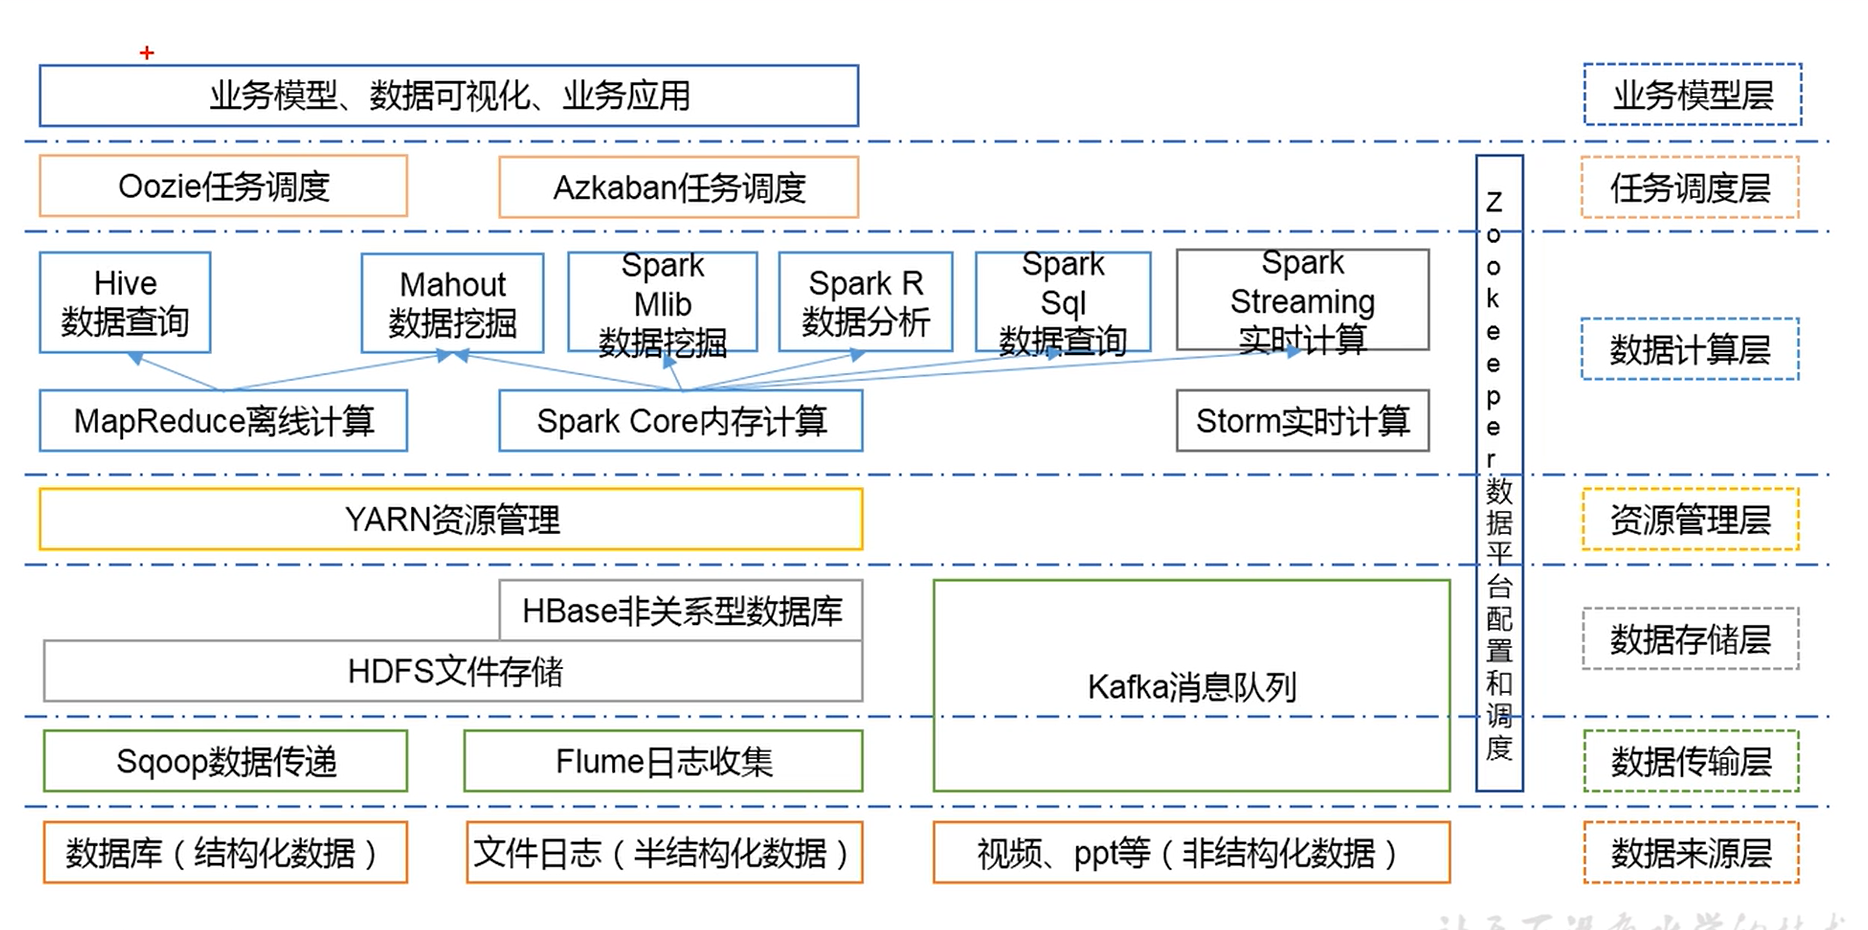 业务模型、数据可视化、业务应用
业务模型层
Oozie任务调度
Azkaban任务调度
任务调度层
Hive
数据查询
Mahout
数据挖掘
Spark
Mlib
数据挖掘
Spark R
数据分析
Spark
Sql
数据查询
Spark
Streaming
实时计算
MapReduce离线计算
Spark Core内存计算
Storm实时计算
数据计算层
Zookeeper数据平台配置和调度
YARN资源管理
资源管理层
HBase非关系型数据库
HDFS文件存储
Kafka消息队列
数据存储层
Sqoop数据传递
Flume日志收集
数据传输层
数据库（结构化数据）
文件日志（半结构化数据）
视频、ppt等（非结构化数据）
数据来源层